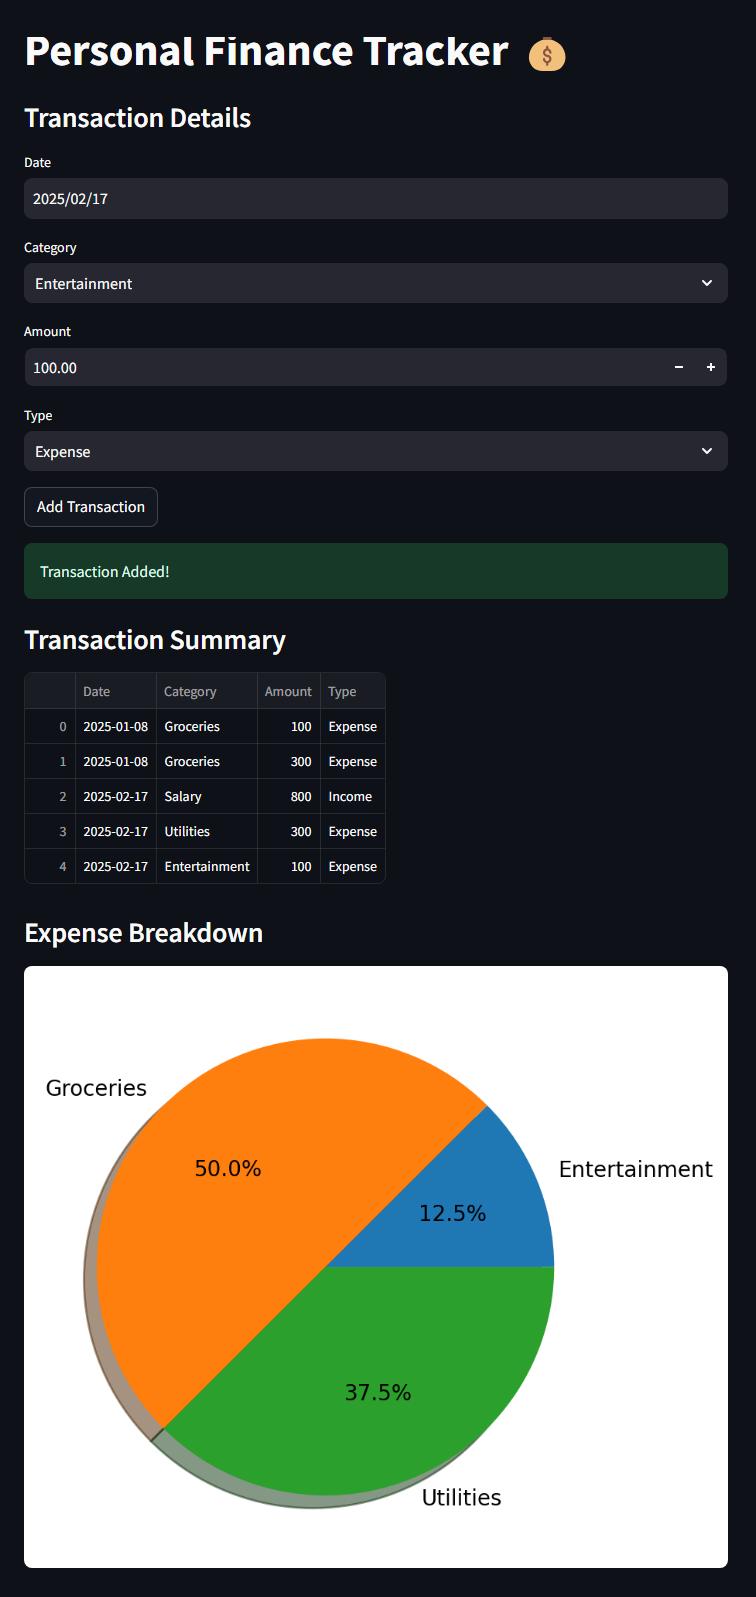 Personal Finance Tracker
Transaction Details
Date
2025/02/17
Category
Entertainment
Amount
100.00
Type
Expense
Add Transaction
Transaction Added!
Transaction Summary
Date Category Amount Type
0 2025-01-08 Groceries 100 Expense
1 2025-01-08 Groceries 300 Expense
2 2025-02-17 Salary 800 Income
3 2025-02-17 Utilities 300 Expense
4 2025-02-17 Entertainment 100 Expense
Expense Breakdown
Groceries
50.0%
Entertainment
12.5%
37.5%
Utilities